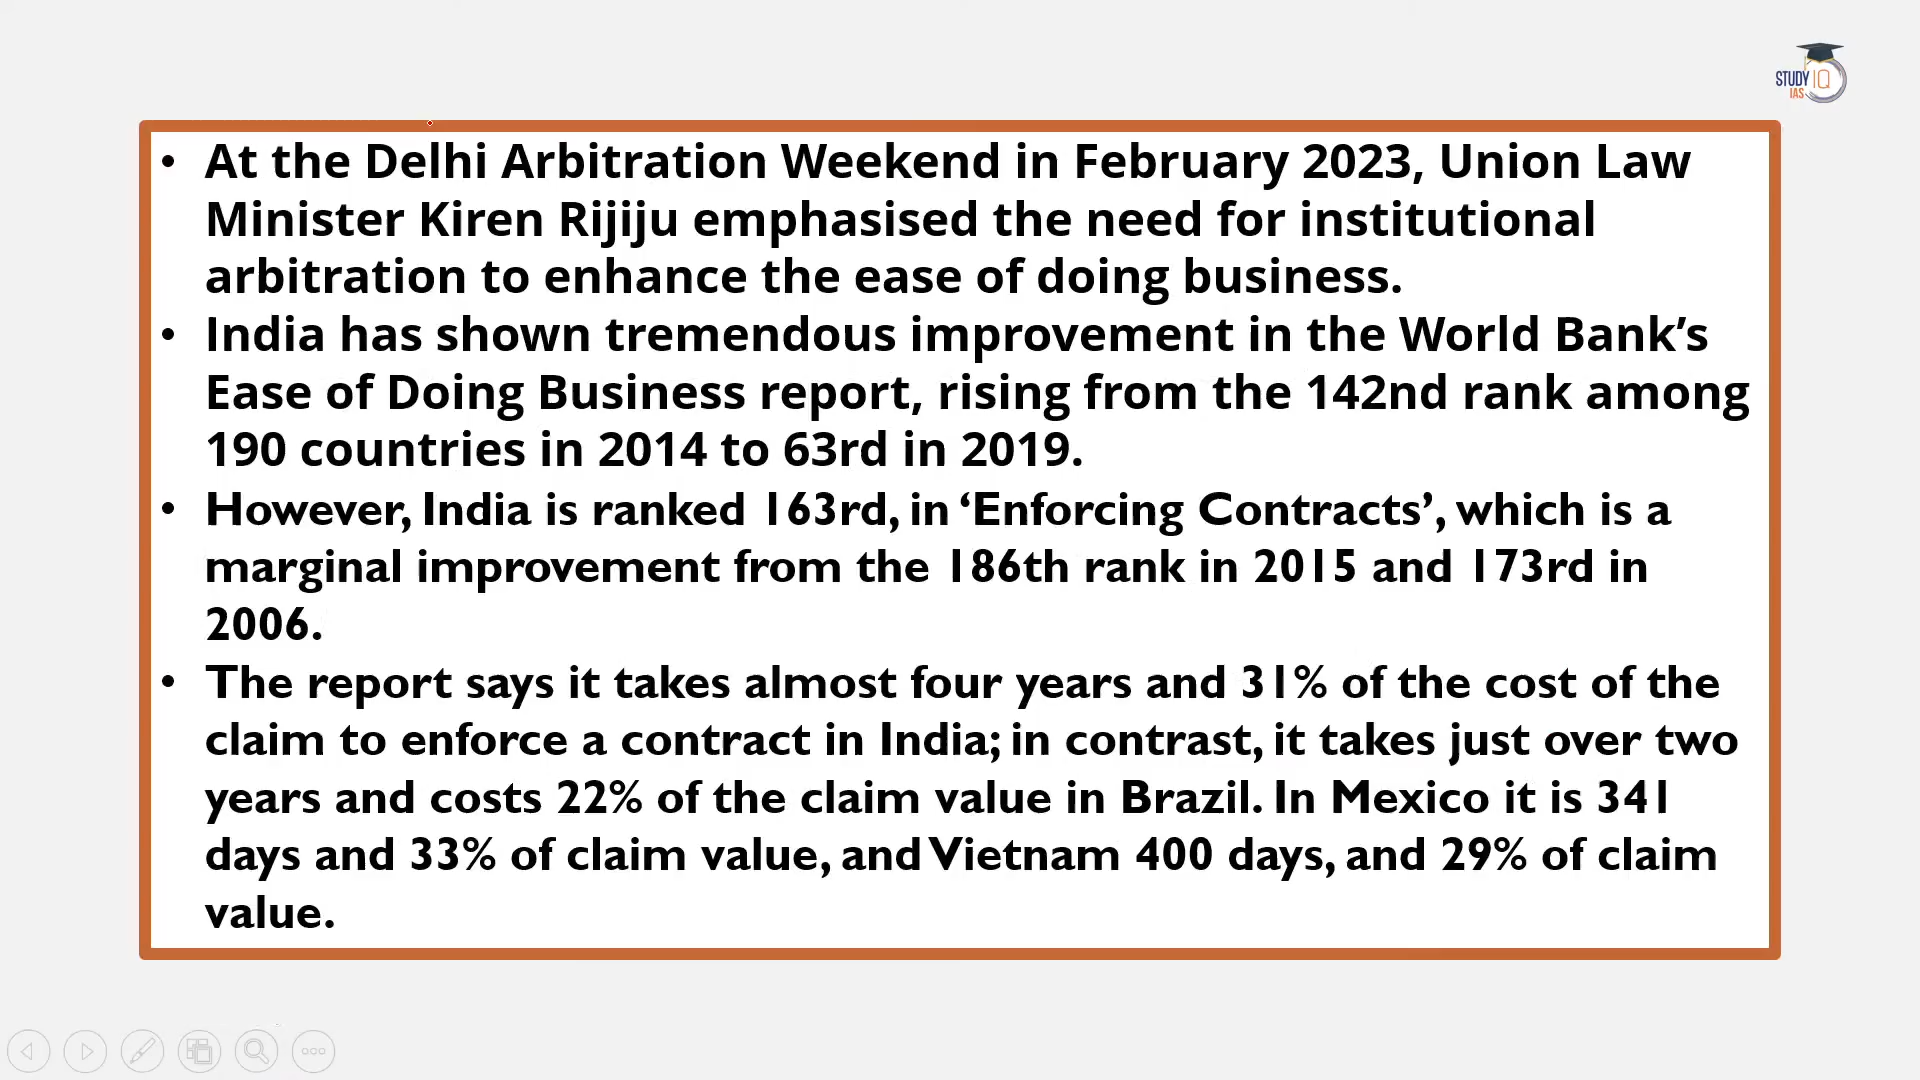 STUDY IQ
IAS
• At the Delhi Arbitration Weekend in February 2023, Union Law
Minister Kiren Rijiju emphasised the need for institutional
arbitration to enhance the ease of doing business.
• India has shown tremendous improvement in the World Bank’s
Ease of Doing Business report, rising from the 142nd rank among
190 countries in 2014 to 63rd in 2019.
• However, India is ranked 163rd, in ‘Enforcing Contracts’, which is a
marginal improvement from the 186th rank in 2015 and 173rd in
2006.
• The report says it takes almost four years and 31% of the cost of the
claim to enforce a contract in India; in contrast, it takes just over two
years and costs 22% of the claim value in Brazil. In Mexico it is 341
days and 33% of claim value, and Vietnam 400 days, and 29% of claim
value.